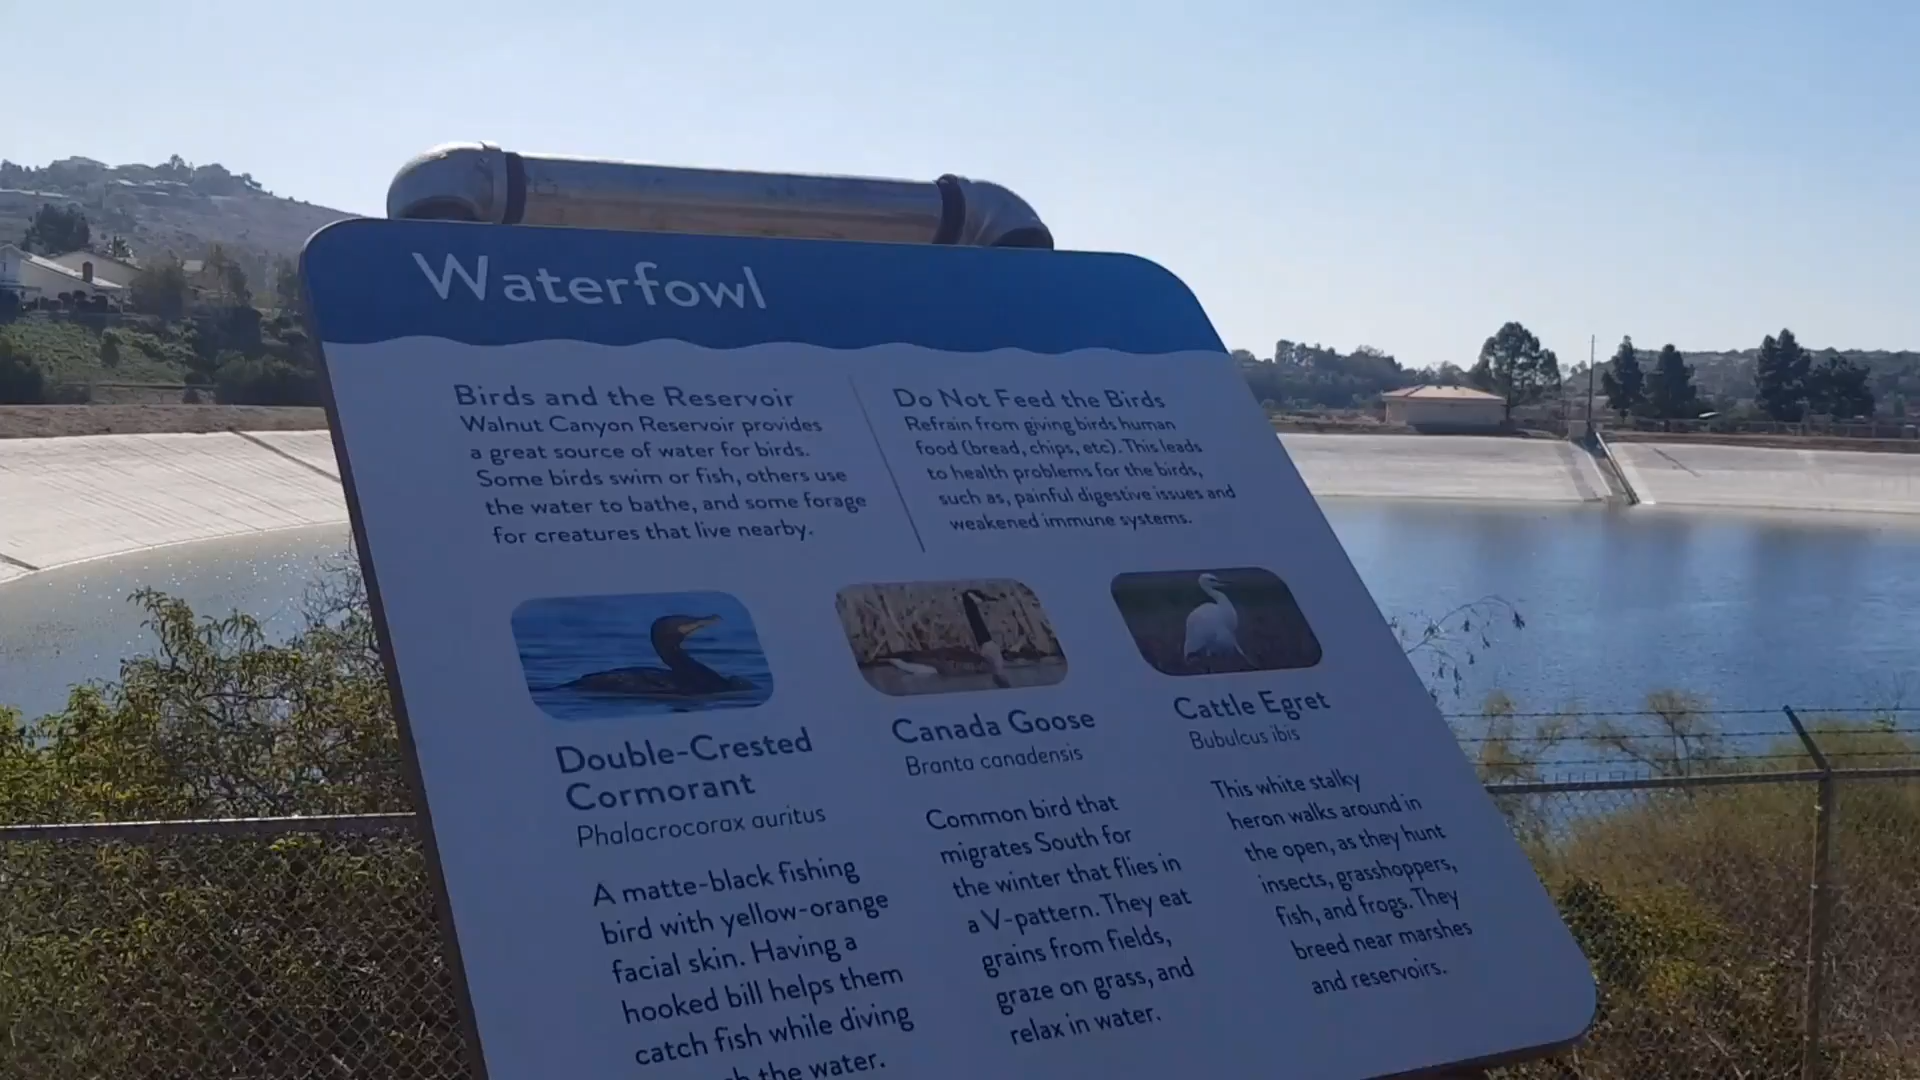 Waterfowl
Birds and the Reservoir
Walnut Canyon Reservoir provides
a great source of water for birds.
Some birds swim or fish, others use
the water to bathe, and some forage
for creatures that live nearby.
Do Not Feed the Birds
Refrain from giving birds human
food (bread, chips, etc). This leads
to health problems for the birds,
such as, painful digestive issues and
weakened immune systems.
Double-Crested
Cormorant
Phalacrocorax auritus
A matte-black fishing
bird with yellow-orange
facial skin. Having a
hooked bill helps them
catch fish while diving
the water.
Canada Goose
Branta canadensis
Common bird that
migrates South for
the winter that flies in
a V-pattern. They eat
grains from fields,
graze on grass, and
relax in water.
Cattle Egret
Bubulcus ibis
This white stalky
heron walks around in
the open, as they hunt
insects, grasshoppers,
fish, and frogs. They
breed near marshes
and reservoirs.